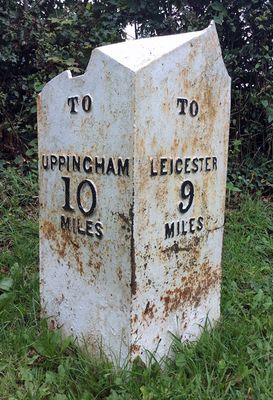 TO
UPPINGHAM
10
MILES
TO
LEICESTER
9
MILES